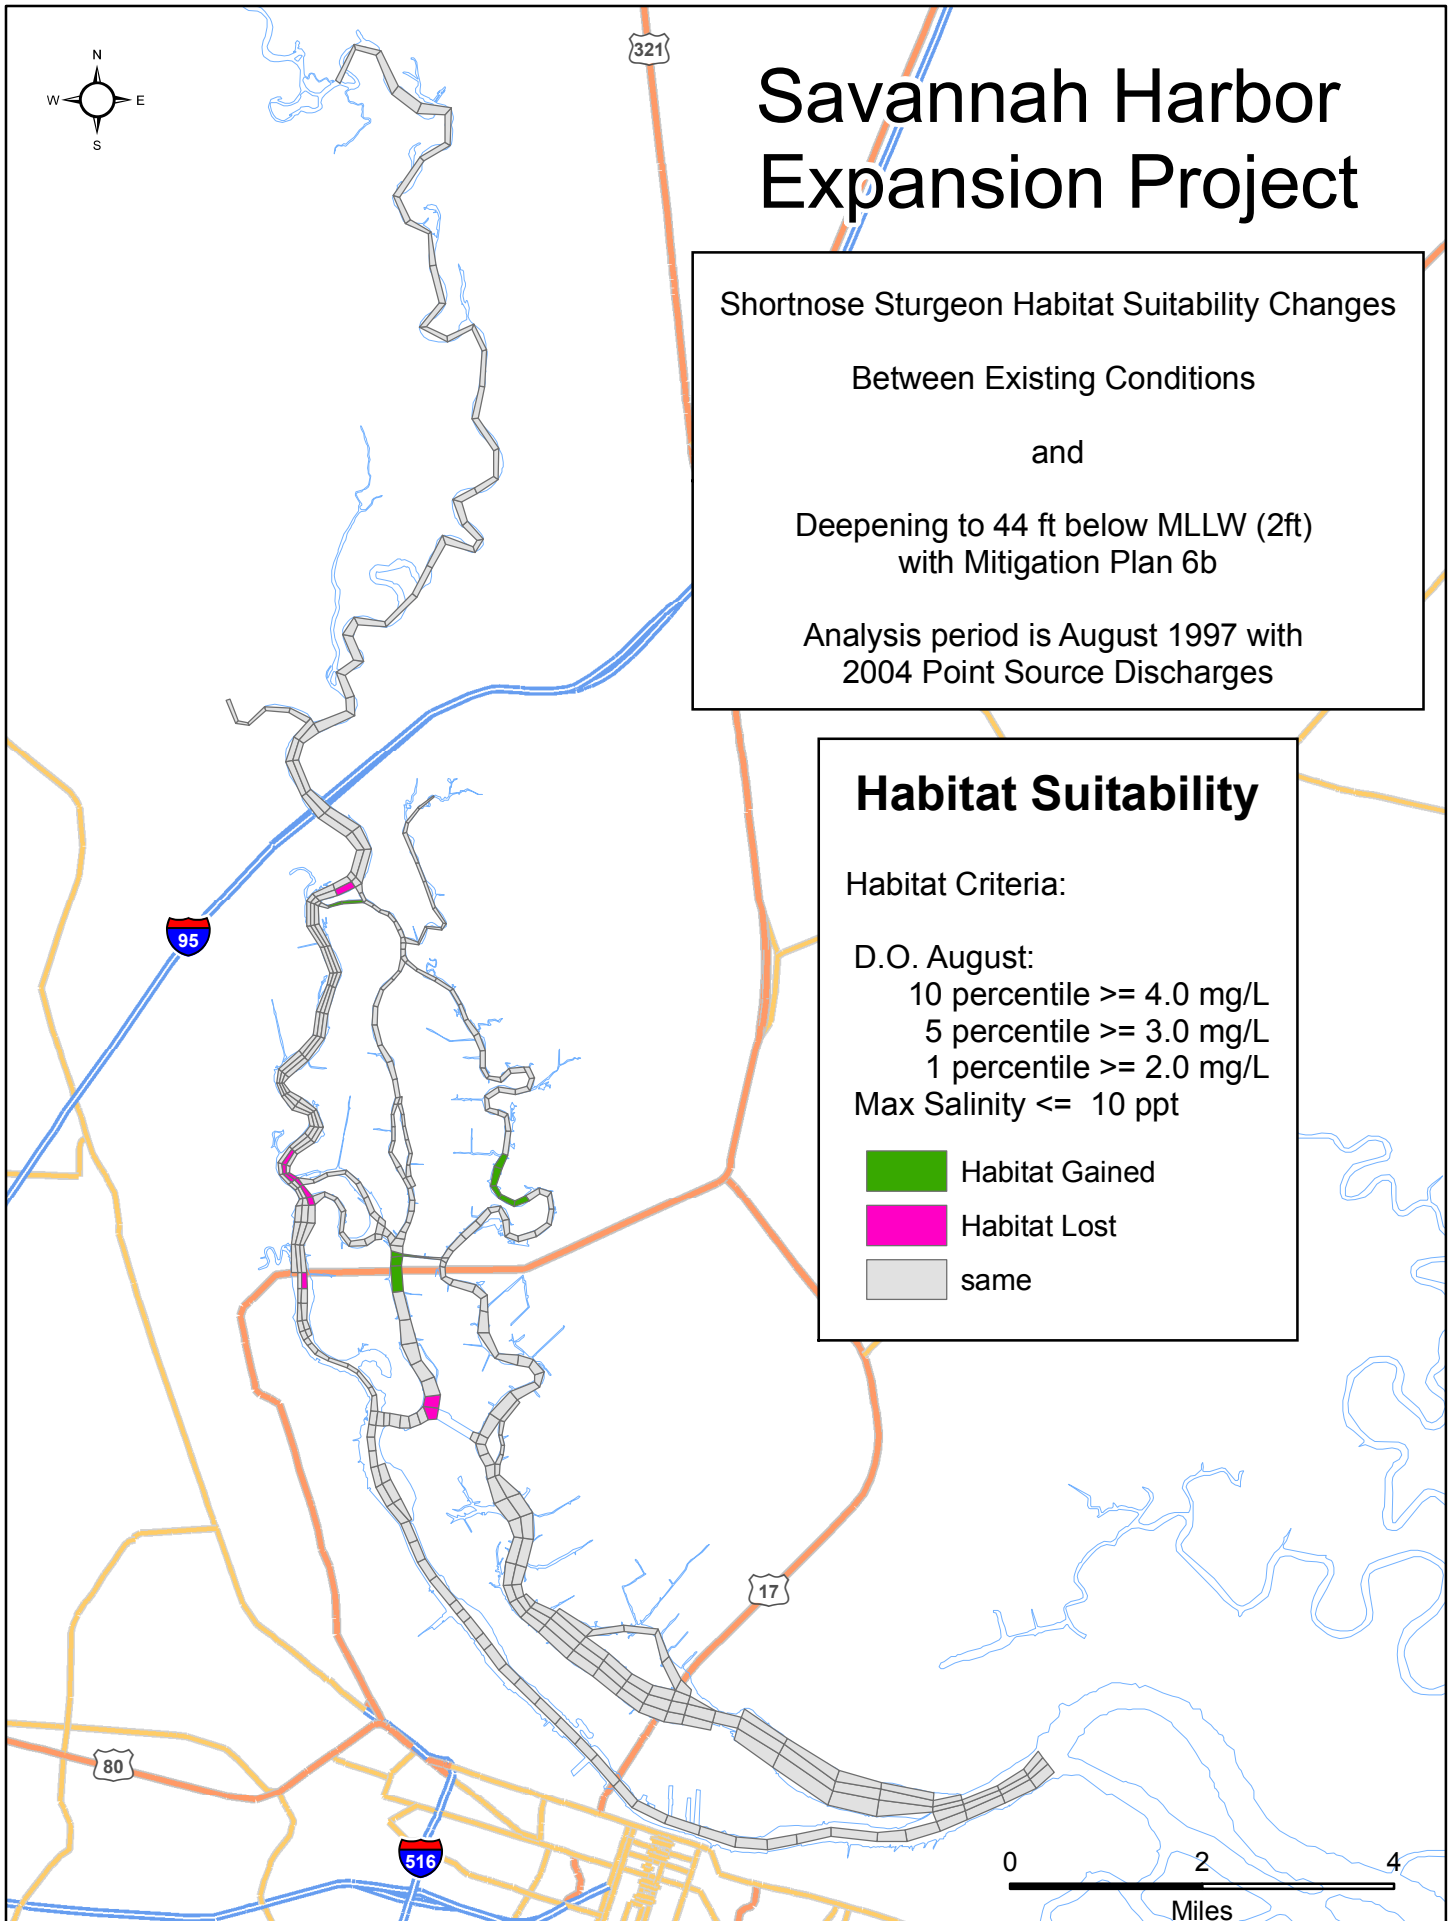 N
W E
S
321
Savannah Harbor
Expansion Project
Shortnose Sturgeon Habitat Suitability Changes
Between Existing Conditions
and
Deepening to 44 ft below MLLW (2ft)
with Mitigation Plan 6b
Analysis period is August 1997 with
2004 Point Source Discharges
Habitat Suitability
Habitat Criteria:
D.O. August:
10 percentile >= 4.0 mg/L
5 percentile >= 3.0 mg/L
1 percentile >= 2.0 mg/L
Max Salinity <= 10 ppt
Habitat Gained
Habitat Lost
same
95
17
80
516
0 2 4
Miles